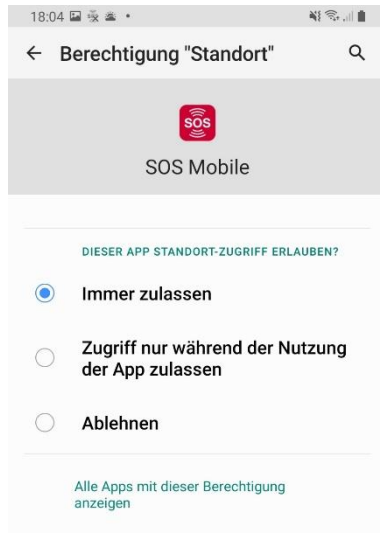 18:04
Berechtigung "Standort"
SOS
SOS Mobile
DIESER APP STANDORT-ZUGRIFF ERLAUBEN?
Immer zulassen
Zugriff nur während der Nutzung
der App zulassen
Ablehnen
Alle Apps mit dieser Berechtigung
anzeigen